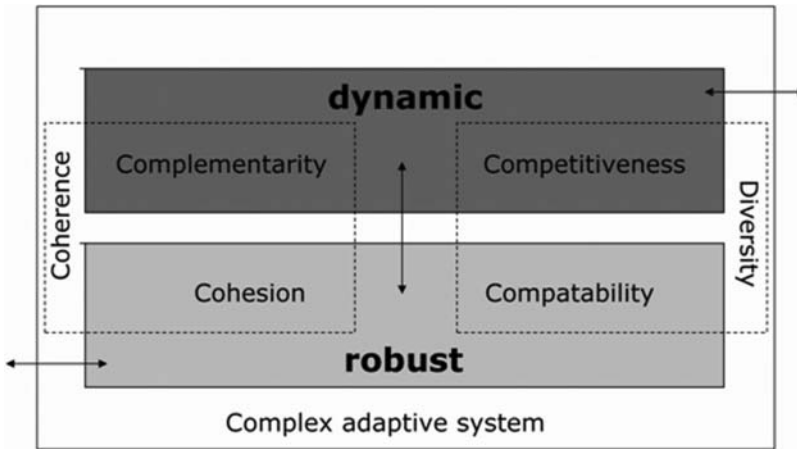 dynamic
Complementarity
Competitiveness
Coherence
Diversity
Cohesion
Compatability
robust
Complex adaptive system